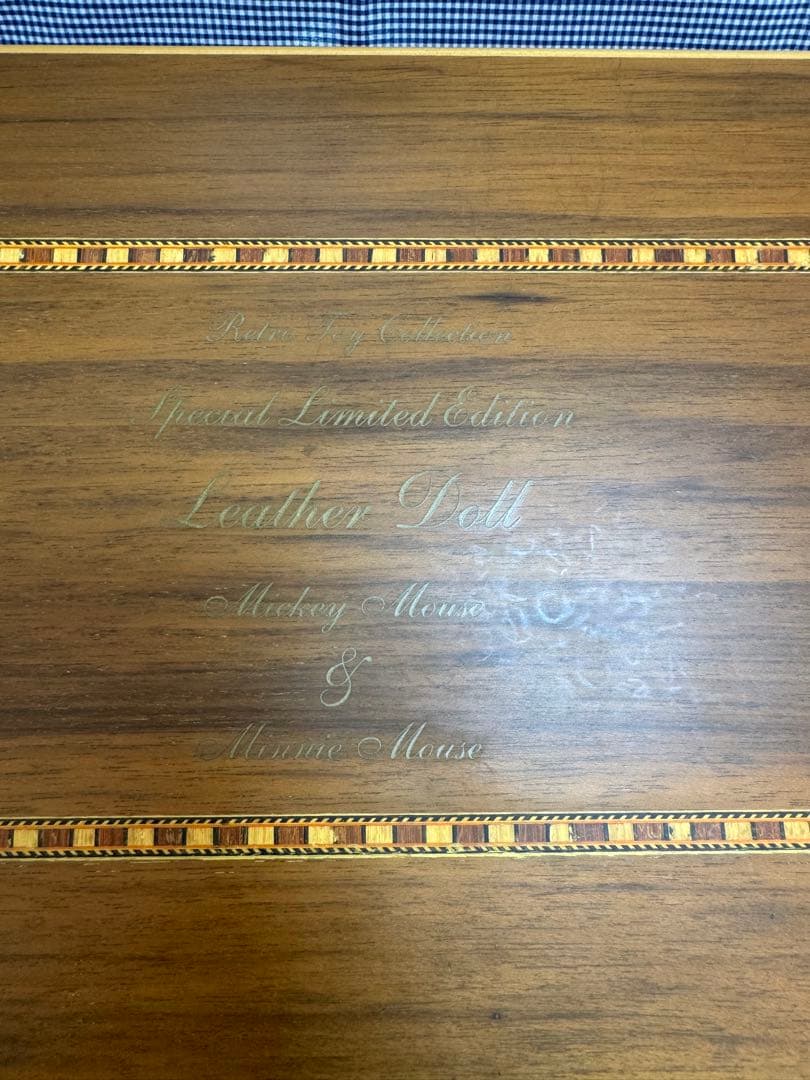 Retro Toy Collection
Special Limited Edition
Leather Doll
Mickey Mouse
&
Minnie Mouse